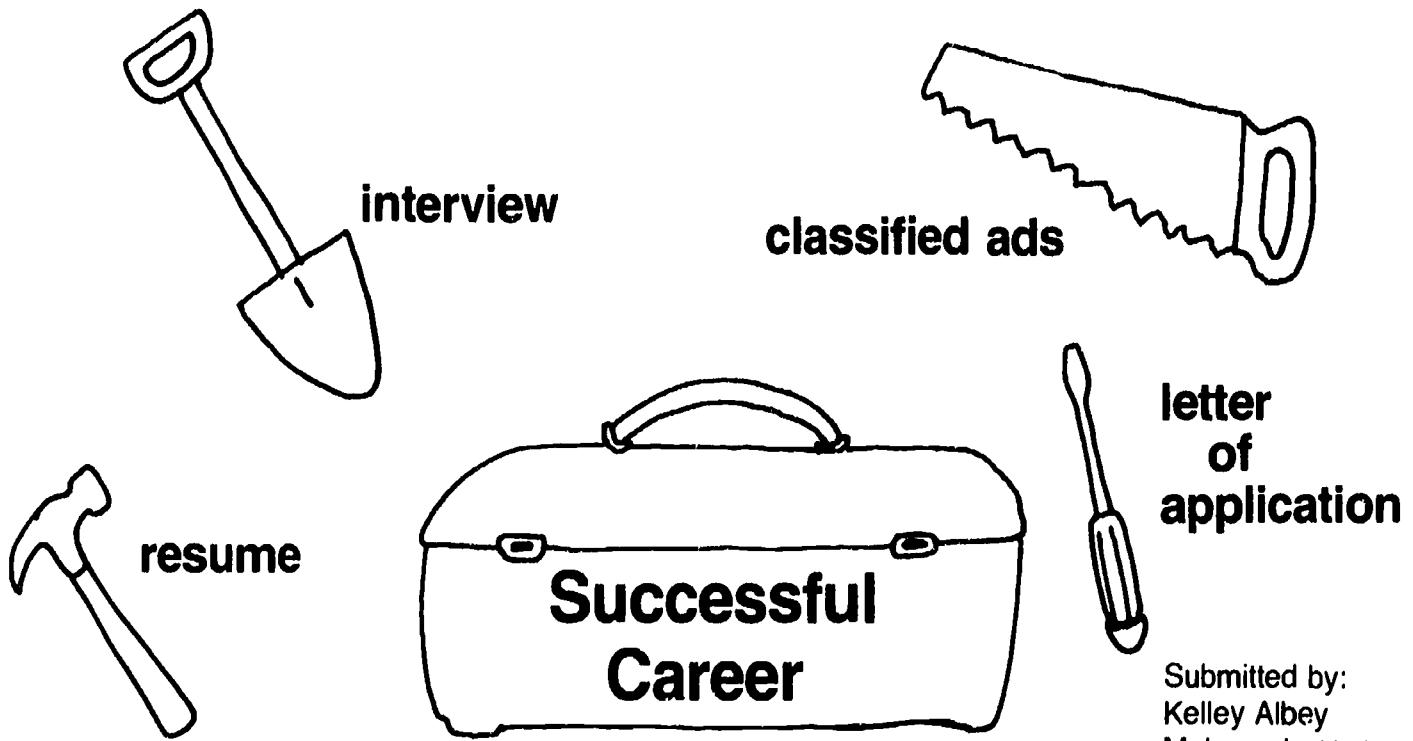 interview
classified ads
letter
of
application
resume
Successful
Career
Submitted by:
Kelley Albey